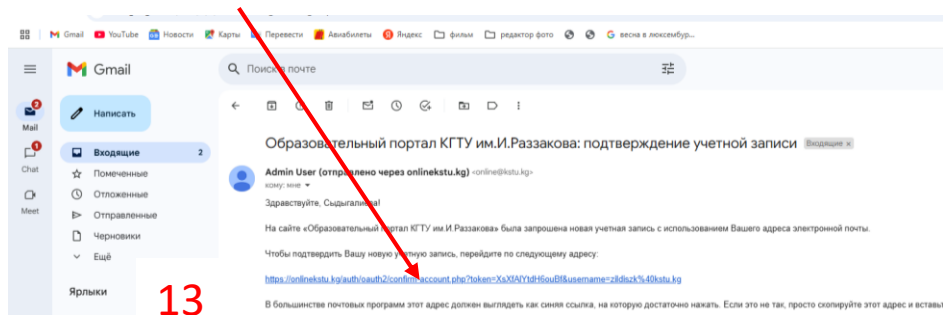 Gmail YouTube Новости Карты Перевести Авиабилеты Яндекс фильм редактор фото весна в люксембур...
Gmail
Поиск в почте
2
Mail
Написать
Образовательный портал КГТУ им.И.Раззакова: подтверждение учетной записи Входящие ×
Входящие 2
9
Chat
Помеченные
Admin User (отправлено через onlinekstu.kg) <online@kstu.kg>
кому: мне
Отложенные
Здравствуйте, Сыдыгалиева!
Meet
Отправленные
На сайте «Образовательный портал КГТУ им.И.Раззакова» была запрошена новая учетная запись с использованием Вашего адреса электронной почты.
Черновики
Чтобы подтвердить Вашу новую учетную запись, перейдите по следующему адресу:
Ещё
https://onlinekstu.kg/auth/oauth2/confirm-account.php?token=XsXfAlYtdH6ouBf&username=zildiszk%40kstu.kg
Ярлыки
13
В большинстве почтовых программ этот адрес должен выглядеть как синяя ссылка, на которую достаточно нажать. Если это не так, просто скопируйте этот адрес и вставьт